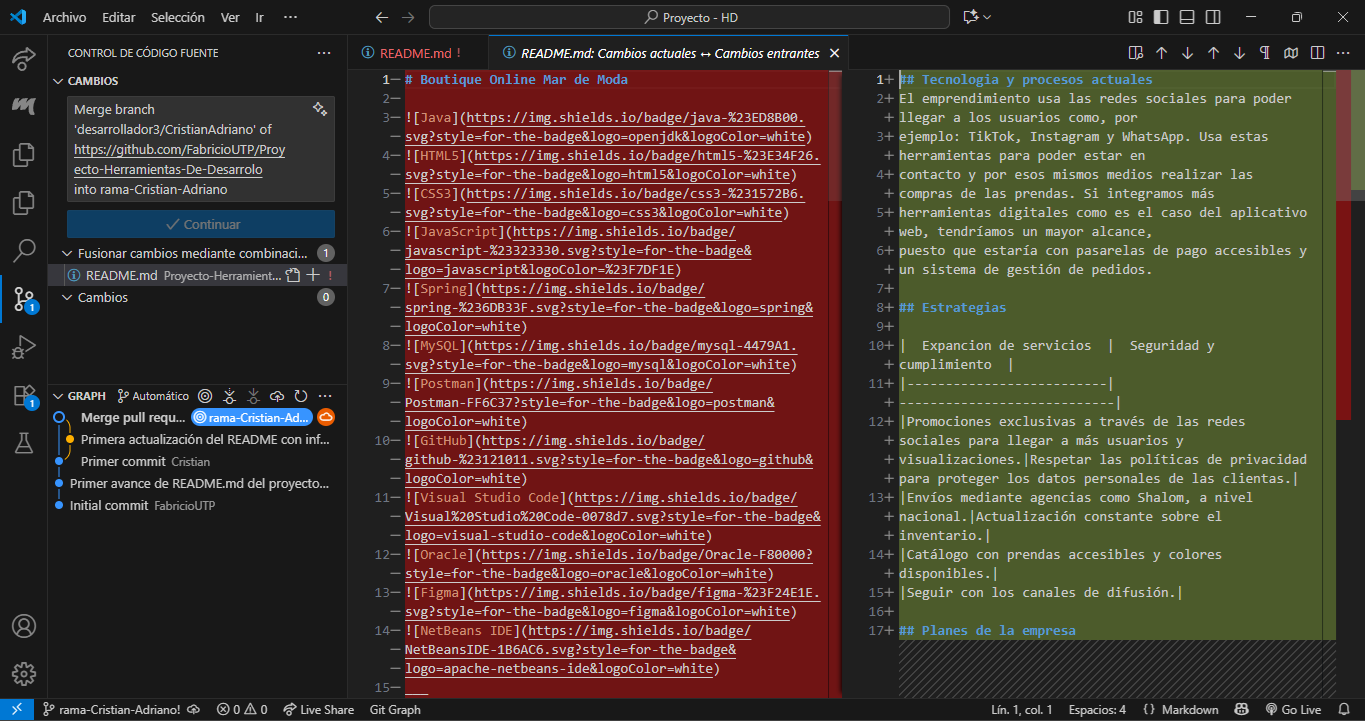 Archivo Editar Selección Ver Ir ···
Proyecto - HD
CONTROL DE CÓDIGO FUENTE ···
CAMBIOS
Merge branch
'desarrollador3/CristianAdriano' of
https://github.com/FabricioUTP/Proy
ecto-Herramientas-De-Desarrolo
into rama-Cristian-Adriano
Continuar
Fusionar cambios mediante combinaci... 1
README.md Proyecto-Herramient... !
Cambios 0
1
1
GRAPH Automático ···
Merge pull requ... rama-Cristian-Ad...
Primera actualización del README con inf...
Primer commit Cristian
Primer avance de README.md del proyecto...
Initial commit FabricioUTP
README.md !
README.md: Cambios actuales ↔ Cambios entrantes
1— # Boutique Online Mar de Moda
2—
3— ![Java](https://img.shields.io/badge/java-%23ED8B00.
— svg?style=for-the-badge&logo=openjdk&logoColor=white)
4— ![HTML5](https://img.shields.io/badge/html5-%23E34F26.
— svg?style=for-the-badge&logo=html5&logoColor=white)
5— ![CSS3](https://img.shields.io/badge/css3-%231572B6.
— svg?style=for-the-badge&logo=css3&logoColor=white)
6— ![JavaScript](https://img.shields.io/badge/
— javascript-%23323330.svg?style=for-the-badge&
— logo=javascript&logoColor=%23F7DF1E)
7— ![Spring](https://img.shields.io/badge/
— spring-%236DB33F.svg?style=for-the-badge&logo=spring&
— logoColor=white)
8— ![MySQL](https://img.shields.io/badge/mysql-4479A1.
— svg?style=for-the-badge&logo=mysql&logoColor=white)
9— ![Postman](https://img.shields.io/badge/
— Postman-FF6C37?style=for-the-badge&logo=postman&
— logoColor=white)
10— ![GitHub](https://img.shields.io/badge/
— github-%23121011.svg?style=for-the-badge&logo=github&
— logoColor=white)
11— ![Visual Studio Code](https://img.shields.io/badge/
— Visual%20Studio%20Code-0078d7.svg?style=for-the-badge&
— logo=visual-studio-code&logoColor=white)
12— ![Oracle](https://img.shields.io/badge/Oracle-F80000?
— style=for-the-badge&logo=oracle&logoColor=white)
13— ![Figma](https://img.shields.io/badge/figma-%23F24E1E.
— svg?style=for-the-badge&logo=figma&logoColor=white)
14— ![NetBeans IDE](https://img.shields.io/badge/
— NetBeansIDE-1B6AC6.svg?style=for-the-badge&
— logo=apache-netbeans-ide&logoColor=white)
15— ___
1+ ## Tecnologia y procesos actuales
2+ El emprendimiento usa las redes sociales para poder
+ llegar a los usuarios como, por
3+ ejemplo: TikTok, Instagram y WhatsApp. Usa estas
+ herramientas para poder estar en
4+ contacto y por esos mismos medios realizar las
+ compras de las prendas. Si integramos más
5+ herramientas digitales como es el caso del aplicativo
+ web, tendríamos un mayor alcance,
6+ puesto que estaría con pasarelas de pago accesibles y
+ un sistema de gestión de pedidos.
7+
8+ ## Estrategias
9+
10+ | Expancion de servicios | Seguridad y
+ cumplimiento |
11+ |--------------------------|
+ ----------------------------|
12+ |Promociones exclusivas a través de las redes
+ sociales para llegar a más usuarios y
+ visualizaciones.|Respetar las políticas de privacidad
+ para proteger los datos personales de las clientas.|
13+ |Envíos mediante agencias como Shalom, a nivel
+ nacional.|Actualización constante sobre el
+ inventario.|
14+ |Catálogo con prendas accesibles y colores
+ disponibles.|
15+ |Seguir con los canales de difusión.|
16+
17+ ## Planes de la empresa
rama-Cristian-Adriano! 0 0 Live Share Git Graph
Lín. 1, col. 1 Espacios: 4 {} Markdown Go Live